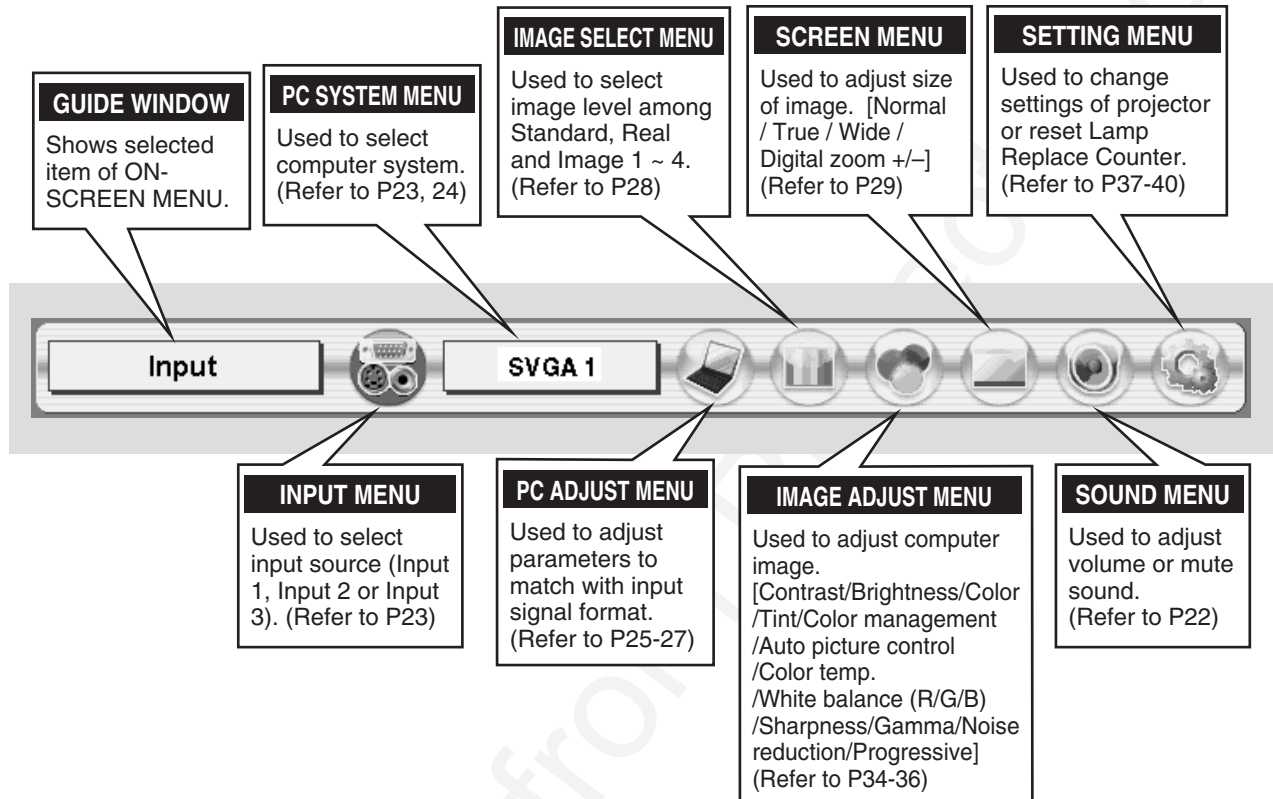 GUIDE WINDOW
Shows selected
item of ON-
SCREEN MENU.
PC SYSTEM MENU
Used to select
computer system.
(Refer to P23, 24)
IMAGE SELECT MENU
Used to select
image level among
Standard, Real
and Image 1 ~ 4.
(Refer to P28)
SCREEN MENU
Used to adjust size
of image.  [Normal
/ True / Wide /
Digital zoom +/–]
(Refer to P29)
SETTING MENU
Used to change
settings of projector
or reset Lamp
Replace Counter.
(Refer to P37-40)
Input
SVGA 1
INPUT MENU
Used to select
input source (Input
1, Input 2 or Input
3). (Refer to P23)
PC ADJUST MENU
Used to adjust
parameters to
match with input
signal format.
(Refer to P25-27)
IMAGE ADJUST MENU
Used to adjust computer
image.
[Contrast/Brightness/Color
/Tint/Color management
/Auto picture control
/Color temp.
/White balance (R/G/B)
/Sharpness/Gamma/Noise
reduction/Progressive]
(Refer to P34-36)
SOUND MENU
Used to adjust
volume or mute
sound.
(Refer to P22)